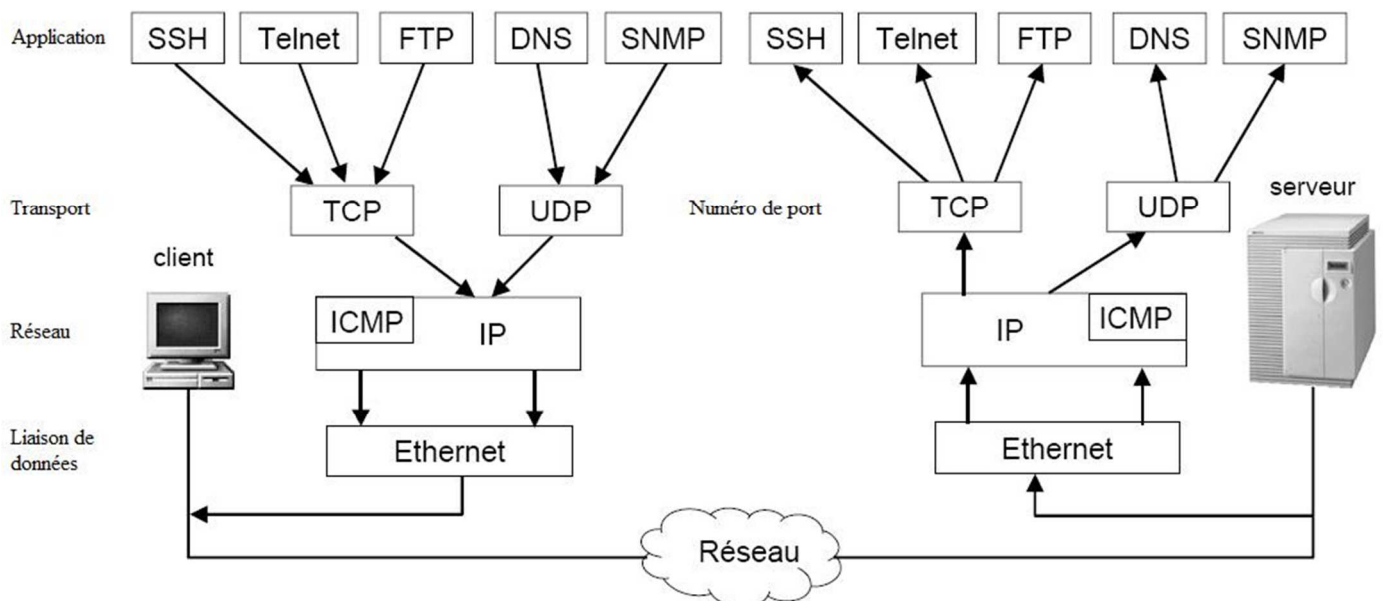 Application
SSH
Telnet
FTP
DNS
SNMP
SSH
Telnet
FTP
DNS
SNMP
Transport
TCP
UDP
Numéro de port
TCP
UDP
serveur
client
Réseau
ICMP
IP
IP
ICMP
Liaison de
données
Ethernet
Ethernet
Réseau